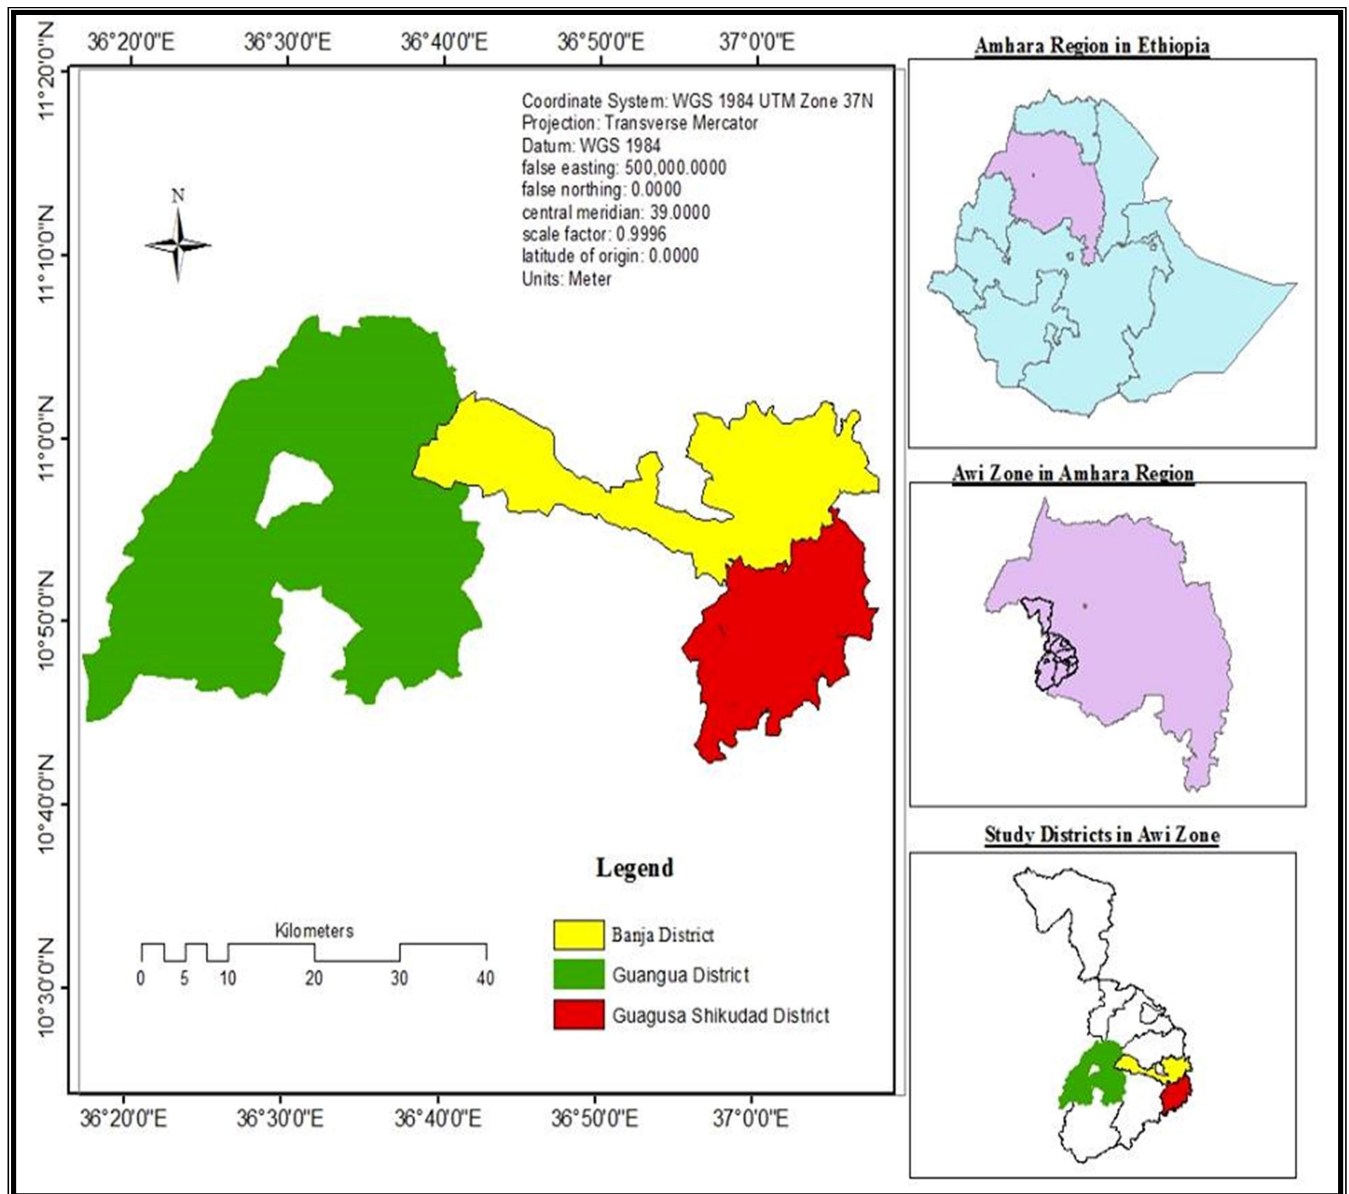 36°20'0"E 36°30'0"E 36°40'0"E 36°50'0"E 37°0'0"E
11°20'0"N
11°10'0"N
11°0'0"N
10°50'0"N
10°40'0"N
10°30'0"N
Coordinate System: WGS 1984 UTM Zone 37N
Projection: Transverse Mercator
Datum: WGS 1984
false easting: 500,000.0000
false northing: 0.0000
central meridian: 39.0000
scale factor: 0.9996
latitude of origin: 0.0000
Units: Meter
N
Legend
Banja District
Guangua District
Guagusa Shikudad District
Kilometers
0 5 10 20 30 40
36°20'0"E 36°30'0"E 36°40'0"E 36°50'0"E 37°0'0"E
Amhara Region in Ethiopia
Awi Zone in Amhara Region
Study Districts in Awi Zone